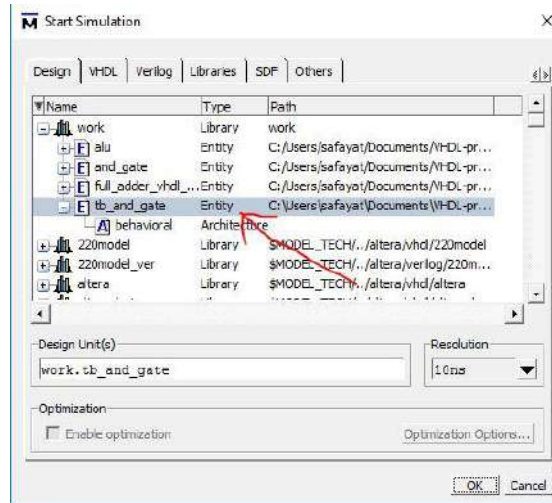 Start Simulation
Design VHDL Verilog Libraries SDF Others
Name Type Path
work Library work
alu Entity C:/Users/safayat/Documents/VHDL-pr...
and_gate Entity C:/Users/safayat/Documents/VHDL-pr...
full_adder_vhdl_... Entity C:/Users/safayat/Documents/VHDL-pr...
tb_and_gate Entity C:\Users\safayat\Documents\VHDL-pr...
behavioral Architecture
220model Library $MODEL_TECH/../altera/vhdl/220model
220model_ver Library $MODEL_TECH/../altera/verilog/220m...
altera Library $MODEL_TECH/../altera/vhdl/altera
Design Unit(s) Resolution
work.tb_and_gate 10ns
Optimization
Enable optimization Optimization Options...
OK Cancel